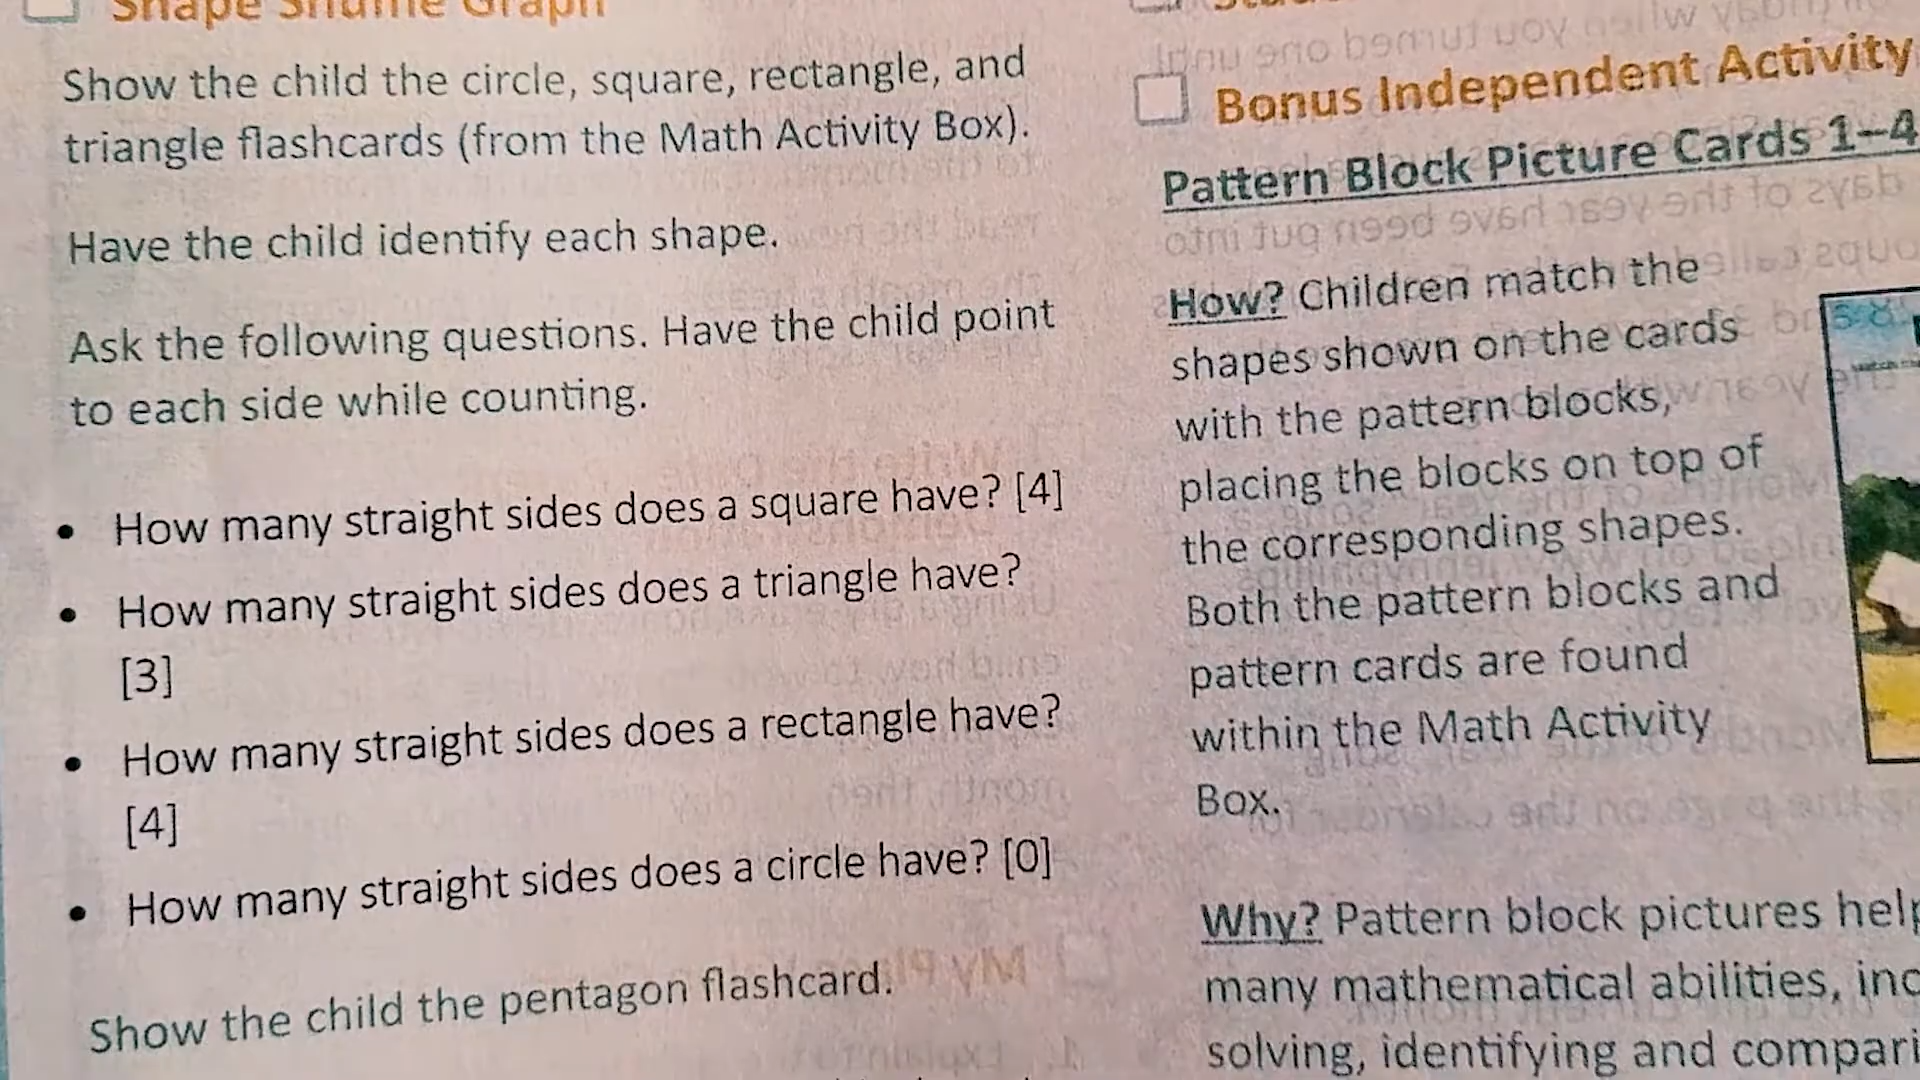 Shape Shuffle Graph
Show the child the circle, square, rectangle, and
triangle flashcards (from the Math Activity Box).
Have the child identify each shape.
Ask the following questions. Have the child point
to each side while counting.
• How many straight sides does a square have? [4]
• How many straight sides does a triangle have?
[3]
• How many straight sides does a rectangle have?
[4]
• How many straight sides does a circle have? [0]
Show the child the pentagon flashcard.
Bonus Independent Activity
Pattern Block Picture Cards 1–4
How? Children match the
shapes shown on the cards
with the pattern blocks,
placing the blocks on top of
the corresponding shapes.
Both the pattern blocks and
pattern cards are found
within the Math Activity
Box.
Why? Pattern block pictures help
many mathematical abilities, inc
solving, identifying and compari